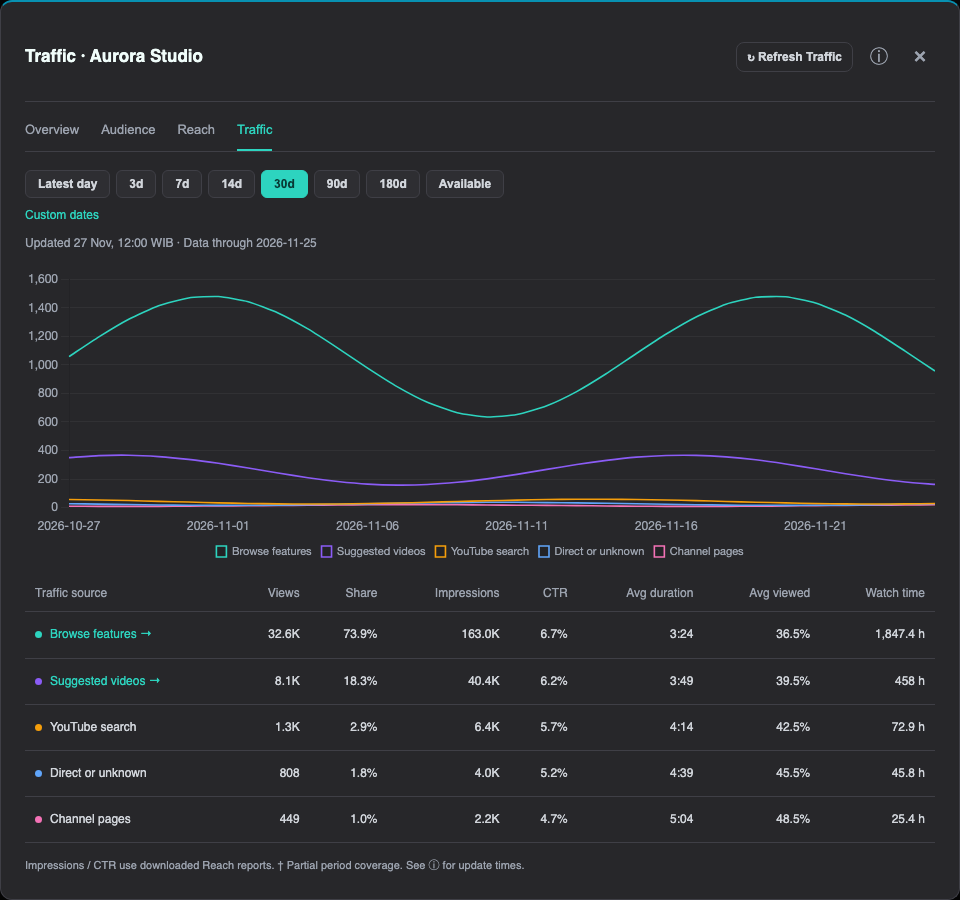 Traffic · Aurora Studio
↻ Refresh Traffic ⓘ ×
Overview Audience Reach Traffic
Latest day 3d 7d 14d 30d 90d 180d Available
Custom dates
Updated 27 Nov, 12:00 WIB · Data through 2026-11-25
1,600
1,400
1,200
1,000
800
600
400
200
0
2026-10-27 2026-11-01 2026-11-06 2026-11-11 2026-11-16 2026-11-21
Browse features Suggested videos YouTube search Direct or unknown Channel pages
Traffic source Views Share Impressions CTR Avg duration Avg viewed Watch time
Browse features → 32.6K 73.9% 163.0K 6.7% 3:24 36.5% 1,847.4 h
Suggested videos → 8.1K 18.3% 40.4K 6.2% 3:49 39.5% 458 h
YouTube search 1.3K 2.9% 6.4K 5.7% 4:14 42.5% 72.9 h
Direct or unknown 808 1.8% 4.0K 5.2% 4:39 45.5% 45.8 h
Channel pages 449 1.0% 2.2K 4.7% 5:04 48.5% 25.4 h
Impressions / CTR use downloaded Reach reports. † Partial period coverage. See ⓘ for update times.